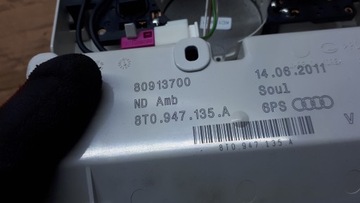 80913700
ND Amb
8T0.947.135.A
14.06.2011
Soul
6PS
8T0 947 135 A
V